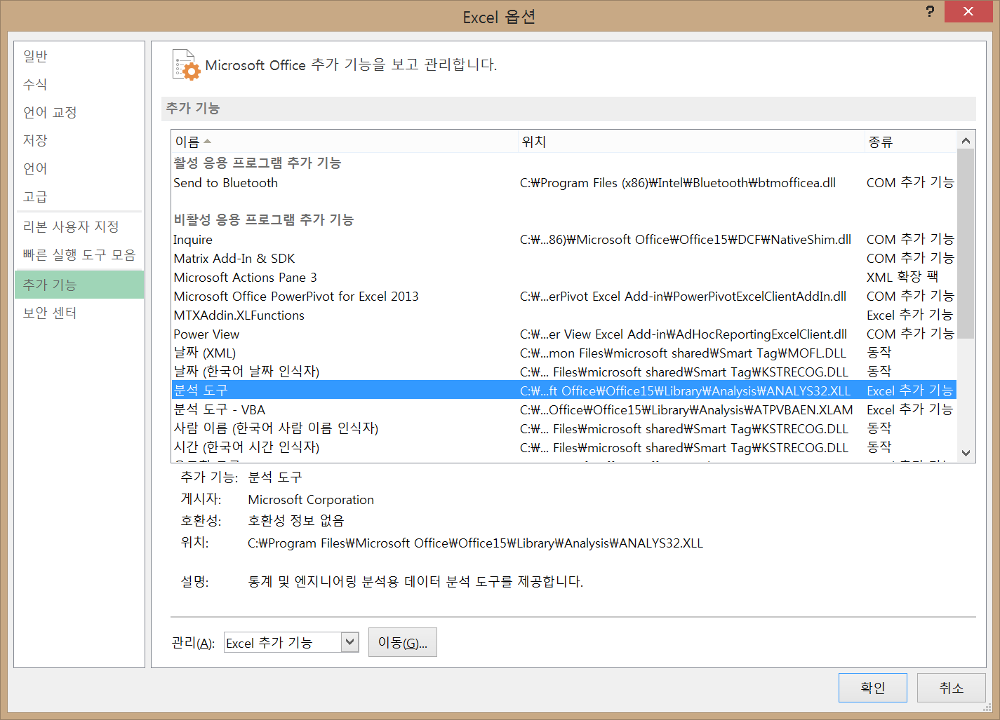 Excel 옵션
?
일반
수식
언어 교정
저장
언어
고급
리본 사용자 지정
빠른 실행 도구 모음
추가 기능
보안 센터
Microsoft Office 추가 기능을 보고 관리합니다.
추가 기능
이름 위치 종류
활성 응용 프로그램 추가 기능
Send to Bluetooth C:₩Program Files (x86)₩Intel₩Bluetooth₩btmofficea.dll COM 추가 기능
비활성 응용 프로그램 추가 기능
Inquire C:₩...86)₩Microsoft Office₩Office15₩DCF₩NativeShim.dll COM 추가 기능
Matrix Add-In & SDK COM 추가 기능
Microsoft Actions Pane 3 XML 확장 팩
Microsoft Office PowerPivot for Excel 2013 C:₩...erPivot Excel Add-in₩PowerPivotExcelClientAddIn.dll COM 추가 기능
MTXAddin.XLFunctions Excel 추가 기능
Power View C:₩...er View Excel Add-in₩AdHocReportingExcelClient.dll COM 추가 기능
날짜 (XML) C:₩...mon Files₩microsoft shared₩Smart Tag₩MOFL.DLL 동작
날짜 (한국어 날짜 인식자) C:₩... Files₩microsoft shared₩Smart Tag₩KSTRECOG.DLL 동작
분석 도구 C:₩...ft Office₩Office15₩Library₩Analysis₩ANALYS32.XLL Excel 추가 기능
분석 도구 - VBA C:₩...Office₩Office15₩Library₩Analysis₩ATPVBAEN.XLAM Excel 추가 기능
사람 이름 (한국어 사람 이름 인식자) C:₩... Files₩microsoft shared₩Smart Tag₩KSTRECOG.DLL 동작
시간 (한국어 시간 인식자) C:₩... Files₩microsoft shared₩Smart Tag₩KSTRECOG.DLL 동작
추가 기능: 분석 도구
게시자: Microsoft Corporation
호환성: 호환성 정보 없음
위치: C:₩Program Files₩Microsoft Office₩Office15₩Library₩Analysis₩ANALYS32.XLL
설명: 통계 및 엔지니어링 분석용 데이터 분석 도구를 제공합니다.
관리(A): Excel 추가 기능 이동(G)...
확인 취소